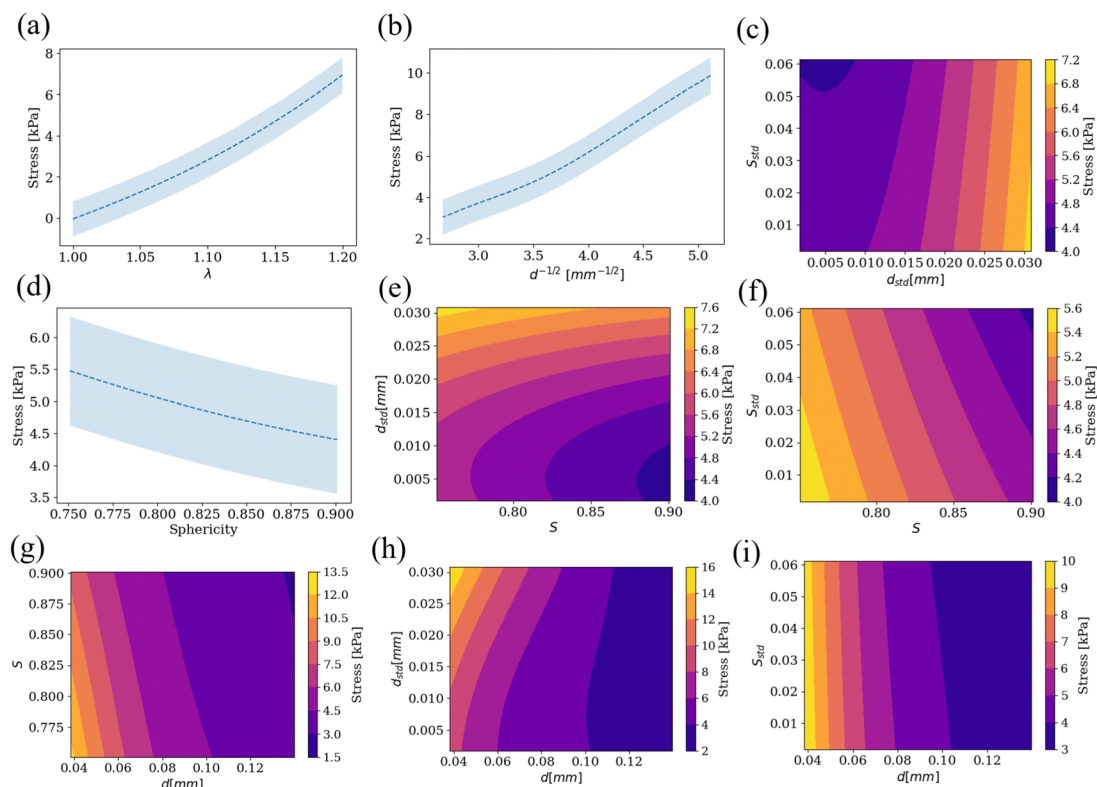 (a)
8
6
4
2
0
Stress [kPa]
1.00 1.05 1.10 1.15 1.20
λ
(b)
10
8
6
4
2
Stress [kPa]
3.0 3.5 4.0 4.5 5.0
d^{-1/2} [mm^{-1/2}]
(c)
0.06
0.05
0.04
0.03
0.02
0.01
S_{std}
0.005 0.010 0.015 0.020 0.025 0.030
d_{std}[mm]
7.2
6.8
6.4
6.0
5.6
5.2
4.8
4.4
4.0
Stress [kPa]
(d)
6.0
5.5
5.0
4.5
4.0
3.5
Stress [kPa]
0.750 0.775 0.800 0.825 0.850 0.875 0.900
Sphericity
(e)
0.030
0.025
0.020
0.015
0.010
0.005
d_{std}[mm]
0.80 0.85 0.90
S
7.6
7.2
6.8
6.4
6.0
5.6
5.2
4.8
4.4
4.0
Stress [kPa]
(f)
0.06
0.05
0.04
0.03
0.02
0.01
S_{std}
0.80 0.85 0.90
S
5.6
5.4
5.2
5.0
4.8
4.6
4.4
4.2
4.0
Stress [kPa]
(g)
0.900
0.875
0.850
0.825
0.800
0.775
S
0.04 0.06 0.08 0.10 0.12
d[mm]
13.5
12.0
10.5
9.0
7.5
6.0
4.5
3.0
1.5
Stress [kPa]
(h)
0.030
0.025
0.020
0.015
0.010
0.005
d_{std}[mm]
0.04 0.06 0.08 0.10 0.12
d[mm]
16
14
12
10
8
6
4
2
Stress [kPa]
(i)
0.06
0.05
0.04
0.03
0.02
0.01
S_{std}
0.04 0.06 0.08 0.10 0.12
d[mm]
10
9
8
7
6
5
4
3
Stress [kPa]